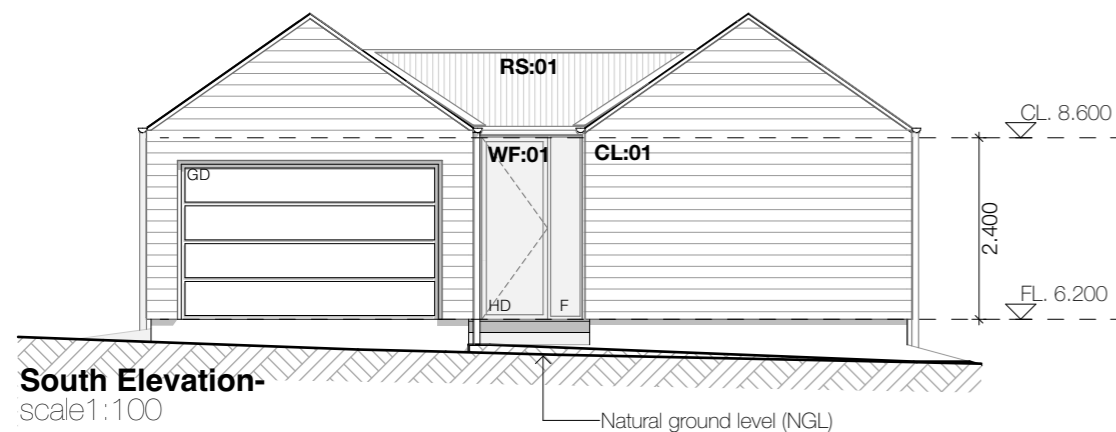 RS:01
CL. 8.600
WF:01
CL:01
GD
2.400
HD
F
FL. 6.200
South Elevation-
scale1:100
Natural ground level (NGL)